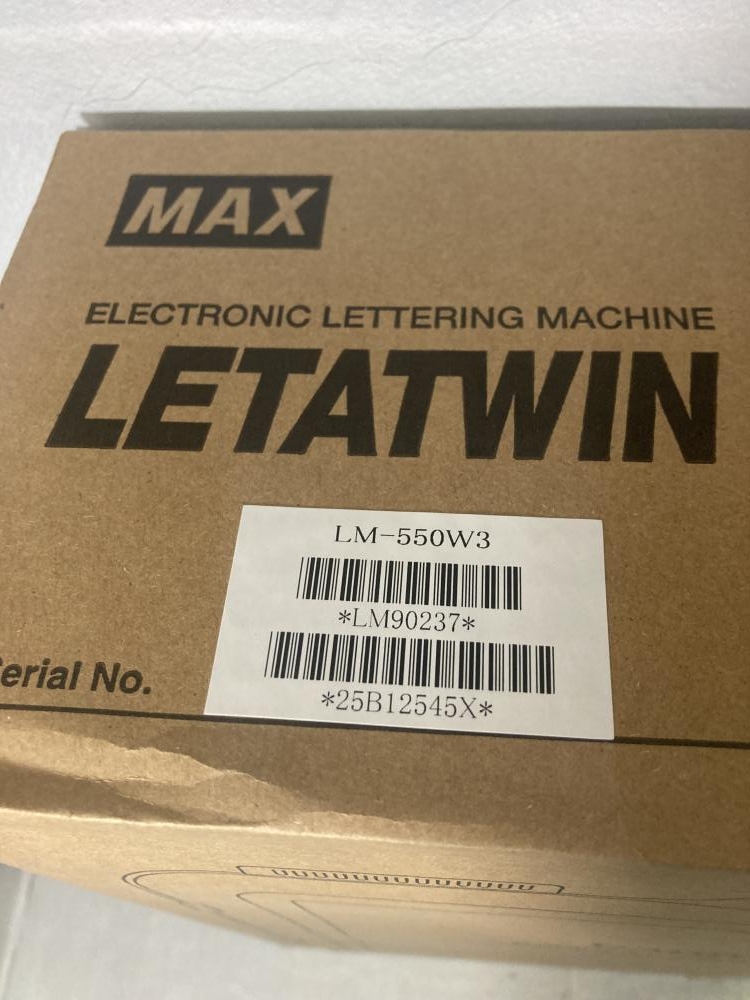 MAX
ELECTRONIC LETTERING MACHINE
LETATWIN
LM-550W3
*LM90237*
erial No.
*25B12545X*